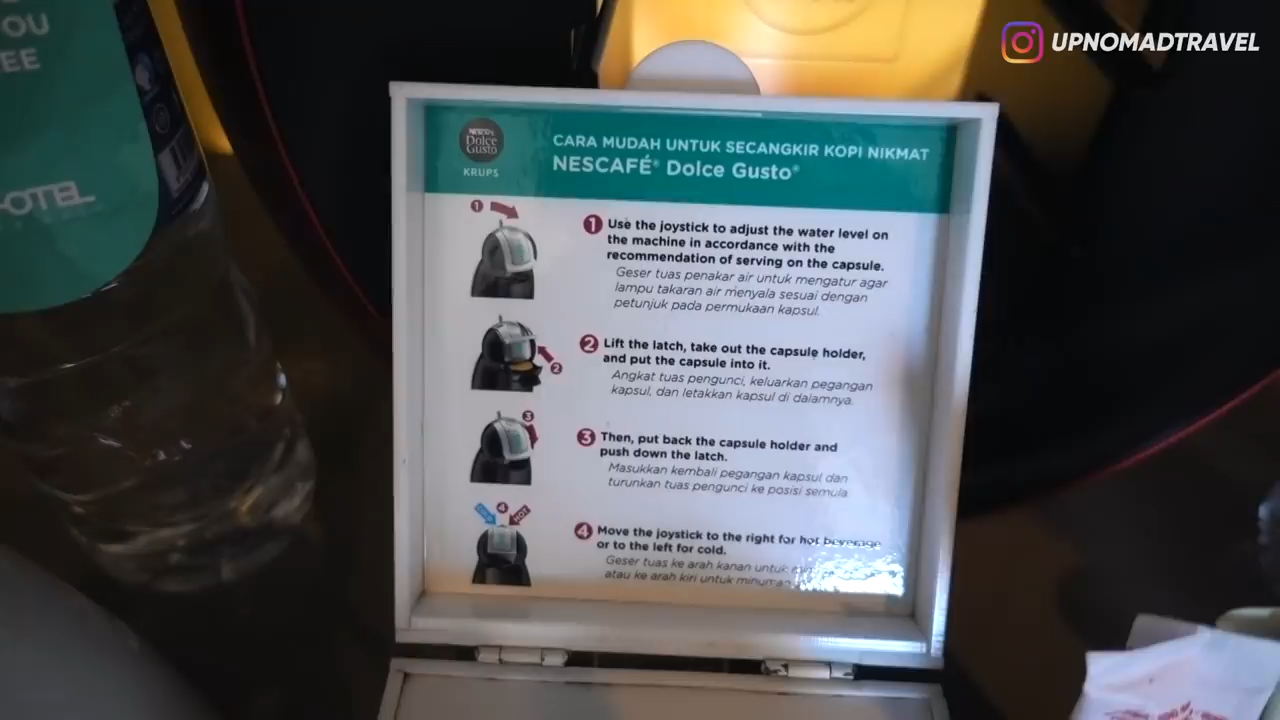 UPNOMADTRAVEL
OU
EE
HOTEL
NESCAFÉ
Dolce
Gusto
KRUPS
CARA MUDAH UNTUK SECANGKIR KOPI NIKMAT
NESCAFÉ® Dolce Gusto®
1
1 Use the joystick to adjust the water level on
the machine in accordance with the
recommendation of serving on the capsule.
Geser tuas penakar air untuk mengatur agar
lampu takaran air menyala sesuai dengan
petunjuk pada permukaan kapsul.
2
2 Lift the latch, take out the capsule holder,
and put the capsule into it.
Angkat tuas pengunci, keluarkan pegangan
kapsul, dan letakkan kapsul di dalamnya.
3
3 Then, put back the capsule holder and
push down the latch.
Masukkan kembali pegangan kapsul dan
turunkan tuas pengunci ke posisi semula.
4
COLD HOT
4 Move the joystick to the right for hot beverage
or to the left for cold.
Geser tuas ke arah kanan untuk
atau ke arah kiri untuk minuman